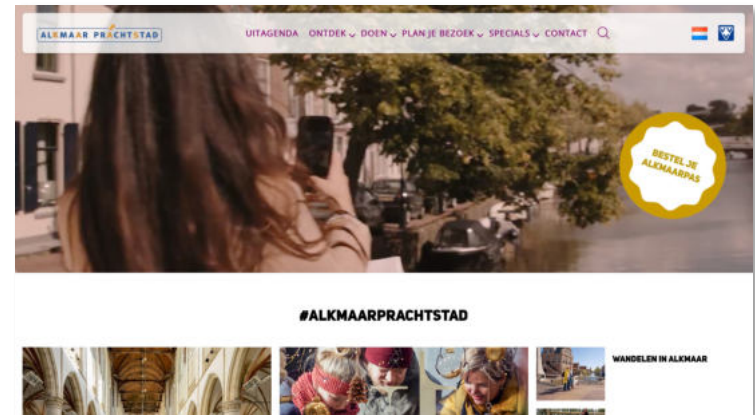 ALKMAAR PRACHTSTAD
UITAGENDA ONTDEK DOEN PLAN JE BEZOEK SPECIALS CONTACT
BESTEL JE
ALKMAARPAS
#ALKMAARPRACHTSTAD
WANDELEN IN ALKMAAR